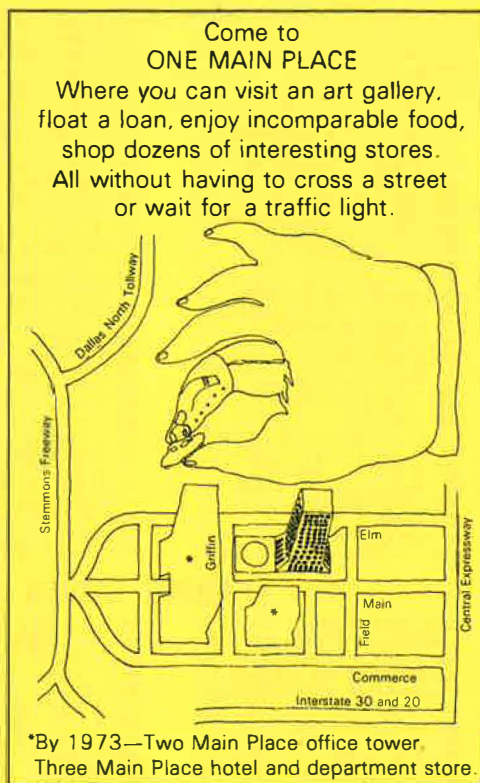 Come to
ONE MAIN PLACE
Where you can visit an art gallery,
float a loan, enjoy incomparable food,
shop dozens of interesting stores.
All without having to cross a street
or wait for a traffic light.
Dallas North Tollway
Stemmons Freeway
Griffin
Elm
Central Expressway
Main
Field
Commerce
Interstate 30 and 20
*
*
*By 1973—Two Main Place office tower.
Three Main Place hotel and department store.